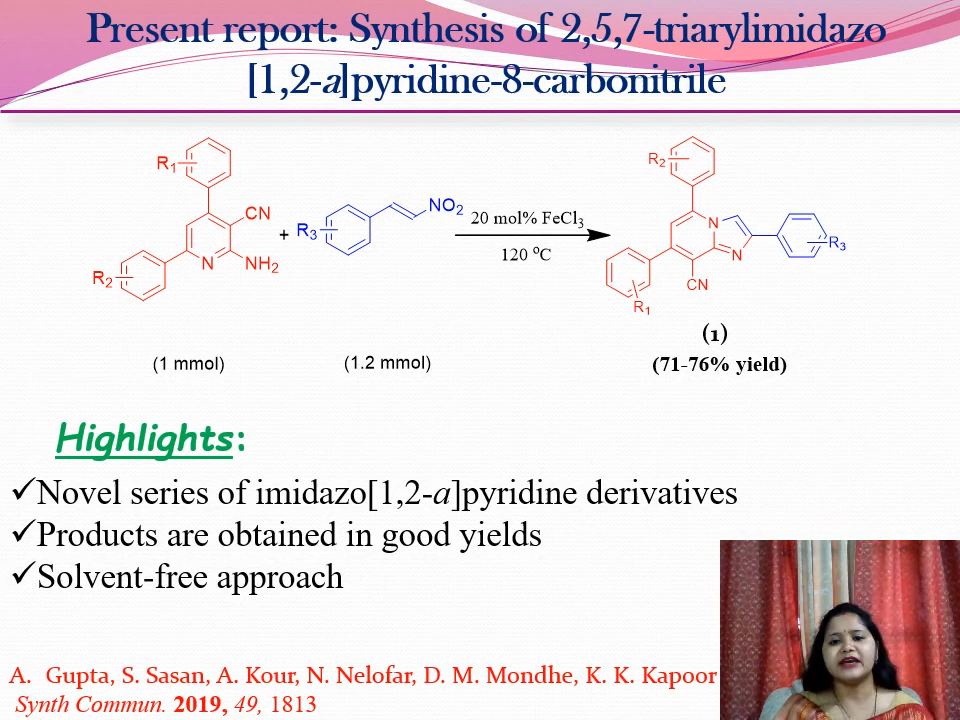 Present report: Synthesis of 2,5,7-triarylimidazo
[1,2-a]pyridine-8-carbonitrile
R1
CN
N
NH2
R2
+
R3
NO2
20 mol% FeCl3
120 ⁰C
R2
N
N
R3
CN
R1
(1)
(1 mmol)
(1.2 mmol)
(71-76% yield)
Highlights:
✓Novel series of imidazo[1,2-a]pyridine derivatives
✓Products are obtained in good yields
✓Solvent-free approach
A. Gupta, S. Sasan, A. Kour, N. Nelofar, D. M. Mondhe, K. K. Kapoor
Synth Commun. 2019, 49, 1813